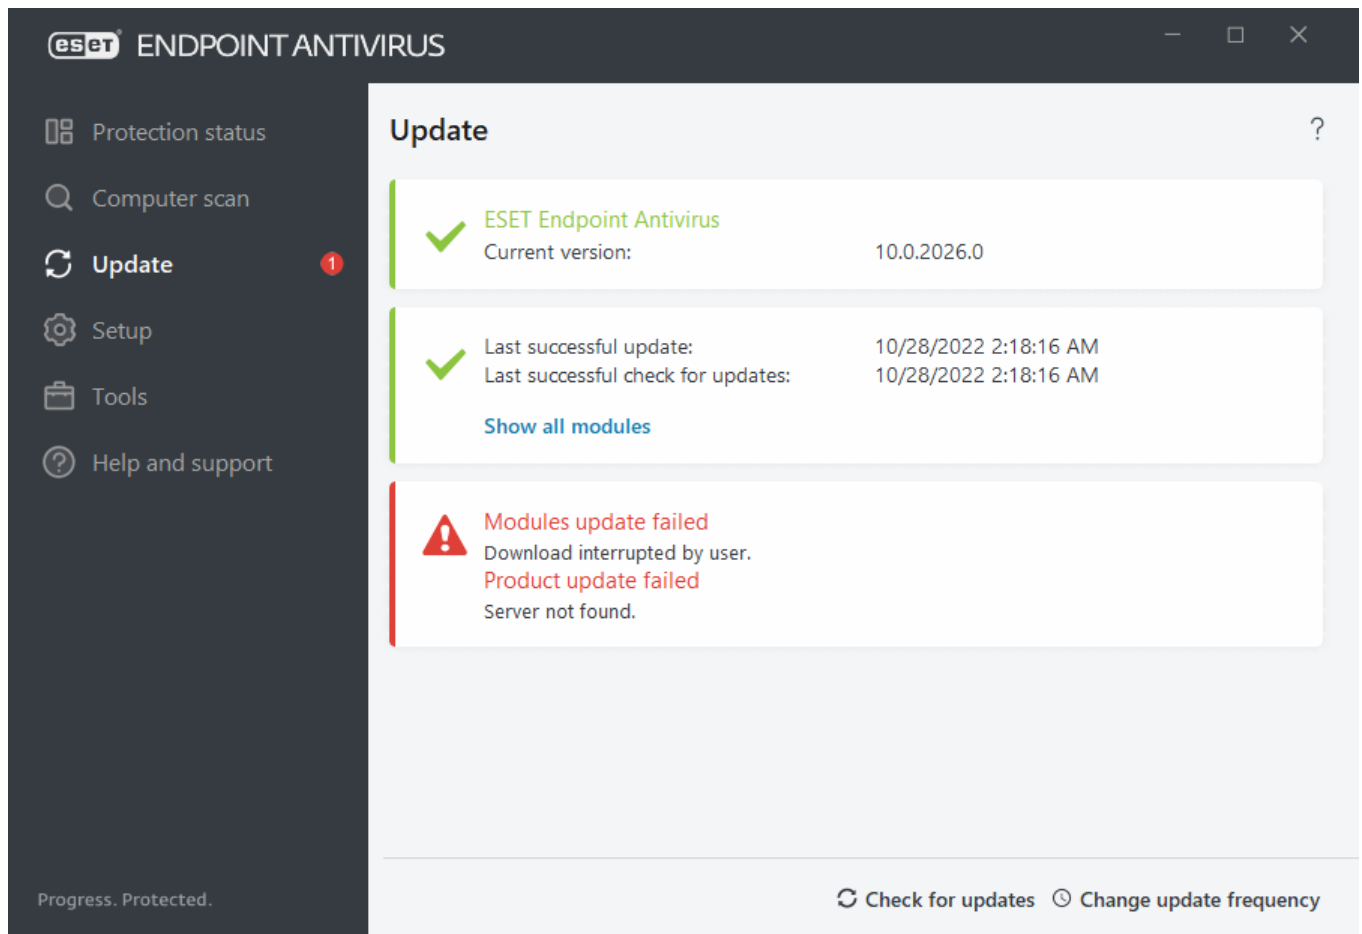 eset ENDPOINT ANTIVIRUS
Protection status
Computer scan
Update 1
Setup
Tools
Help and support
Progress. Protected.
Update ?
ESET Endpoint Antivirus
Current version: 10.0.2026.0
Last successful update: 10/28/2022 2:18:16 AM
Last successful check for updates: 10/28/2022 2:18:16 AM
Show all modules
Modules update failed
Download interrupted by user.
Product update failed
Server not found.
Check for updates Change update frequency